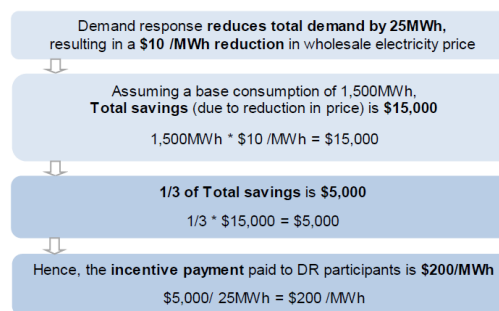 Demand response reduces total demand by 25MWh,
resulting in a $10 /MWh reduction in wholesale electricity price
Assuming a base consumption of 1,500MWh,
Total savings (due to reduction in price) is $15,000
1,500MWh * $10 /MWh = $15,000
1/3 of Total savings is $5,000
1/3 * $15,000 = $5,000
Hence, the incentive payment paid to DR participants is $200/MWh
$5,000/ 25MWh = $200 /MWh